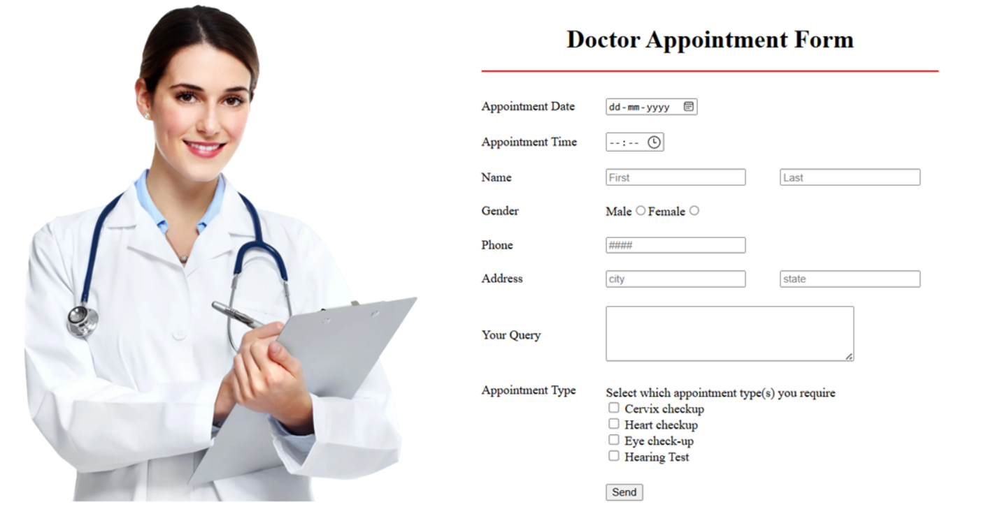 Doctor Appointment Form
Appointment Date dd-mm-yyyy
Appointment Time --:--
Name First Last
Gender Male Female
Phone ####
Address city state
Your Query
Appointment Type Select which appointment type(s) you require
Cervix checkup
Heart checkup
Eye check-up
Hearing Test
Send